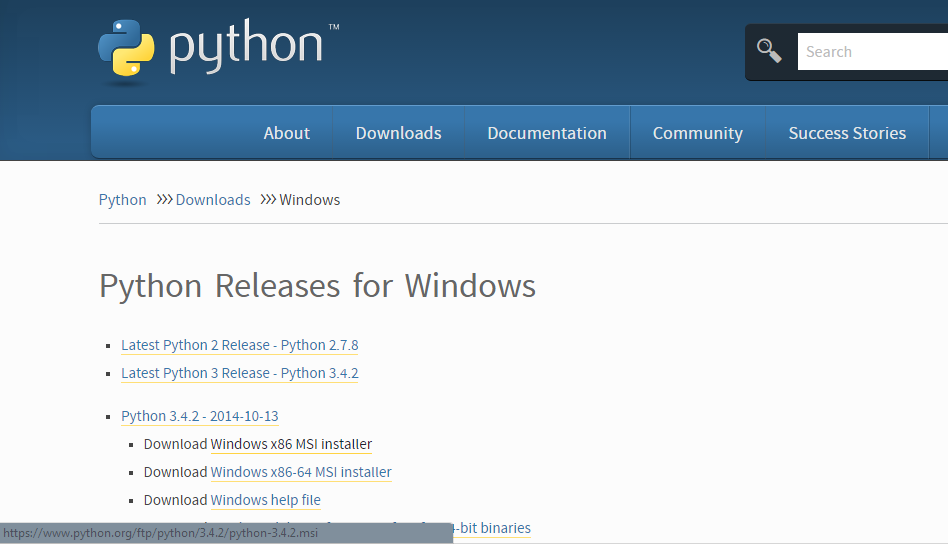 python™
Search
About Downloads Documentation Community Success Stories
Python >>> Downloads >>> Windows
Python Releases for Windows
Latest Python 2 Release - Python 2.7.8
Latest Python 3 Release - Python 3.4.2
Python 3.4.2 - 2014-10-13
Download Windows x86 MSI installer
Download Windows x86-64 MSI installer
Download Windows help file
-bit binaries
https://www.python.org/ftp/python/3.4.2/python-3.4.2.msi